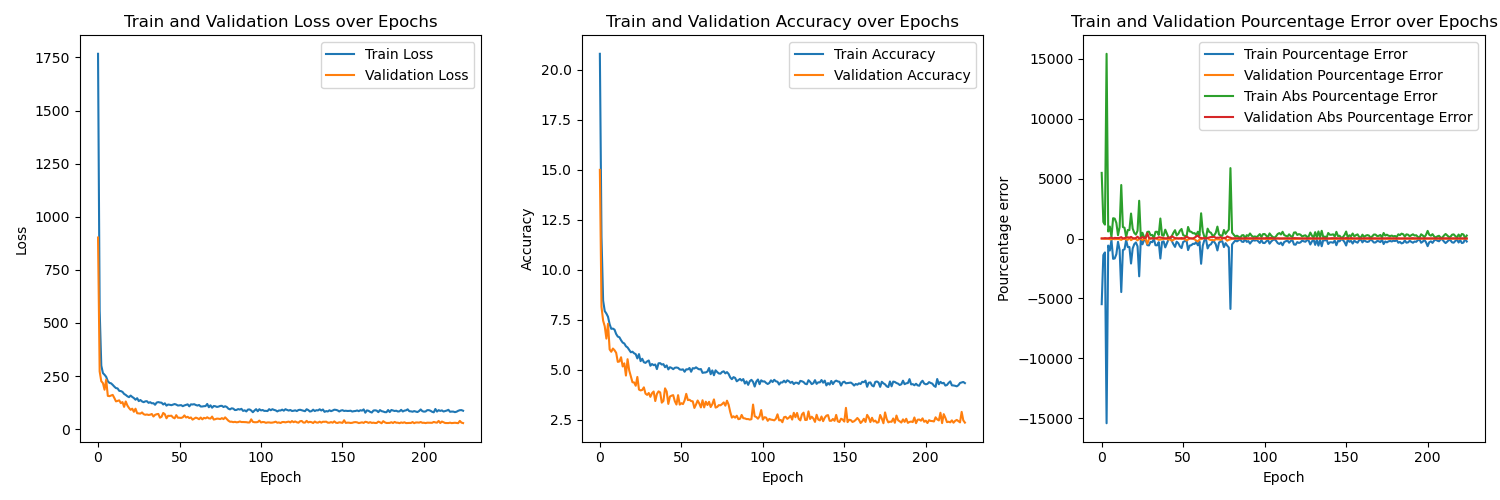 Train and Validation Loss over Epochs
Train Loss
Validation Loss
1750
1500
1250
1000
750
500
250
0
Loss
0
50
100
150
200
Epoch
Train and Validation Accuracy over Epochs
Train Accuracy
Validation Accuracy
20.0
17.5
15.0
12.5
10.0
7.5
5.0
2.5
Accuracy
0
50
100
150
200
Epoch
Train and Validation Pourcentage Error over Epochs
Train Pourcentage Error
Validation Pourcentage Error
Train Abs Pourcentage Error
Validation Abs Pourcentage Error
15000
10000
5000
0
−5000
−10000
−15000
Pourcentage error
0
50
100
150
200
Epoch